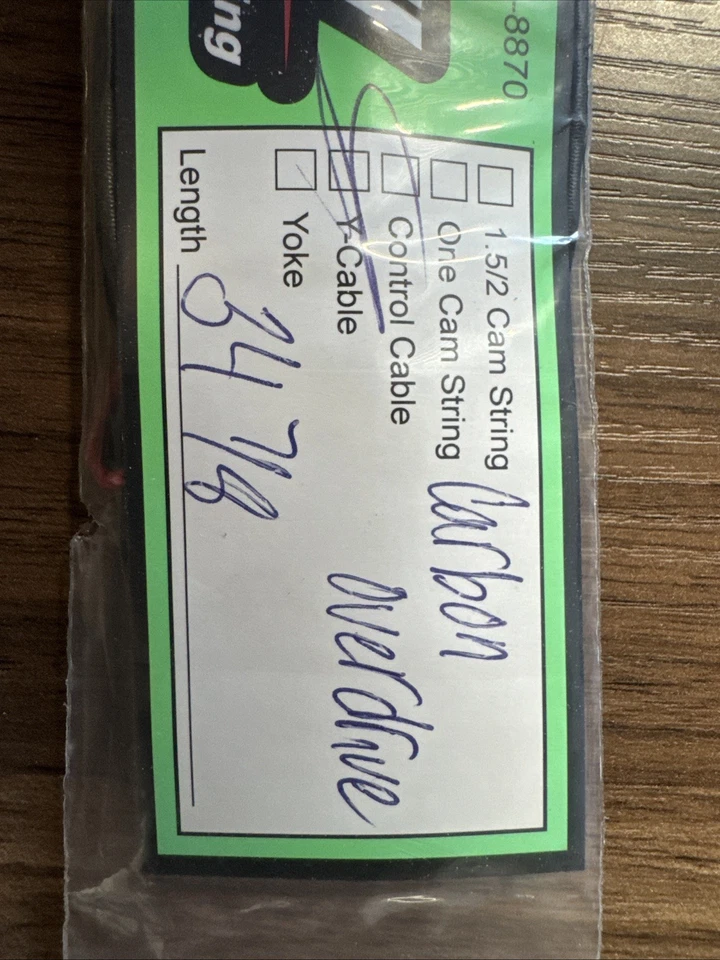 -8870
ing
1.5/2 Cam String
One Cam String
Carbon
Control Cable
Y-Cable
Overdrive
Yoke
Length 34 7/8